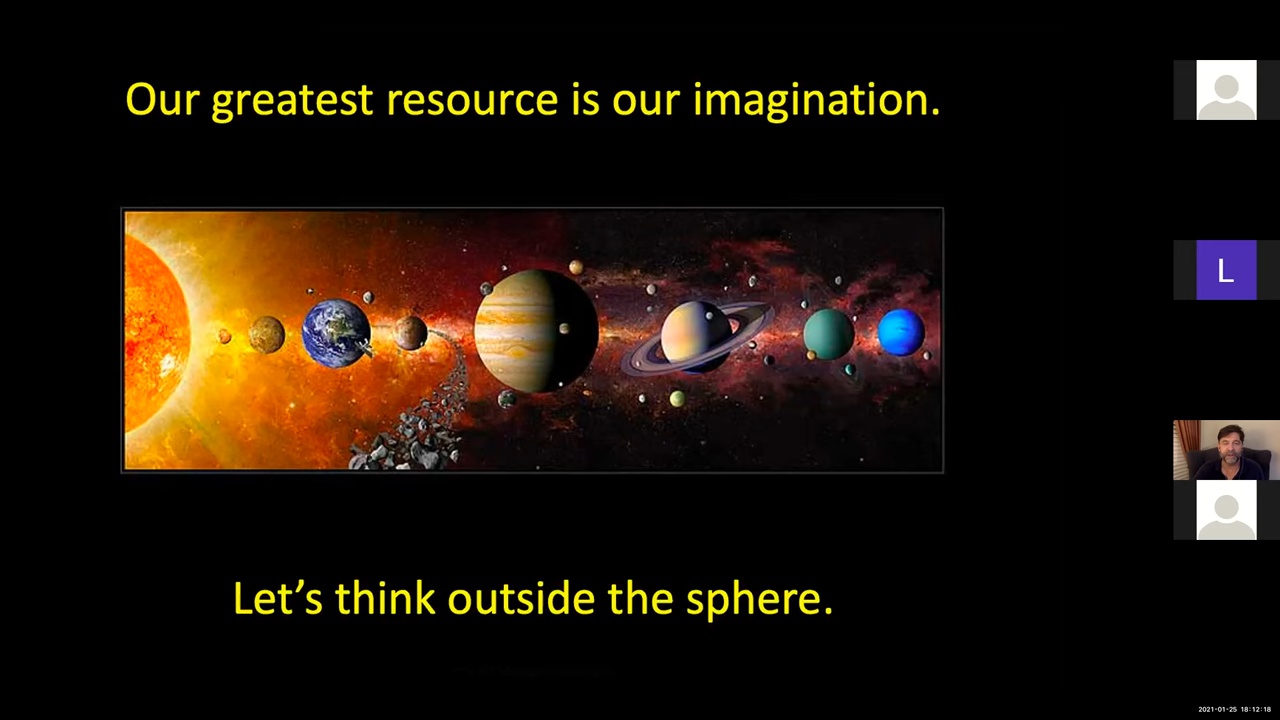 Our greatest resource is our imagination.
L
Let’s think outside the sphere.
2021-01-25 18:12:18